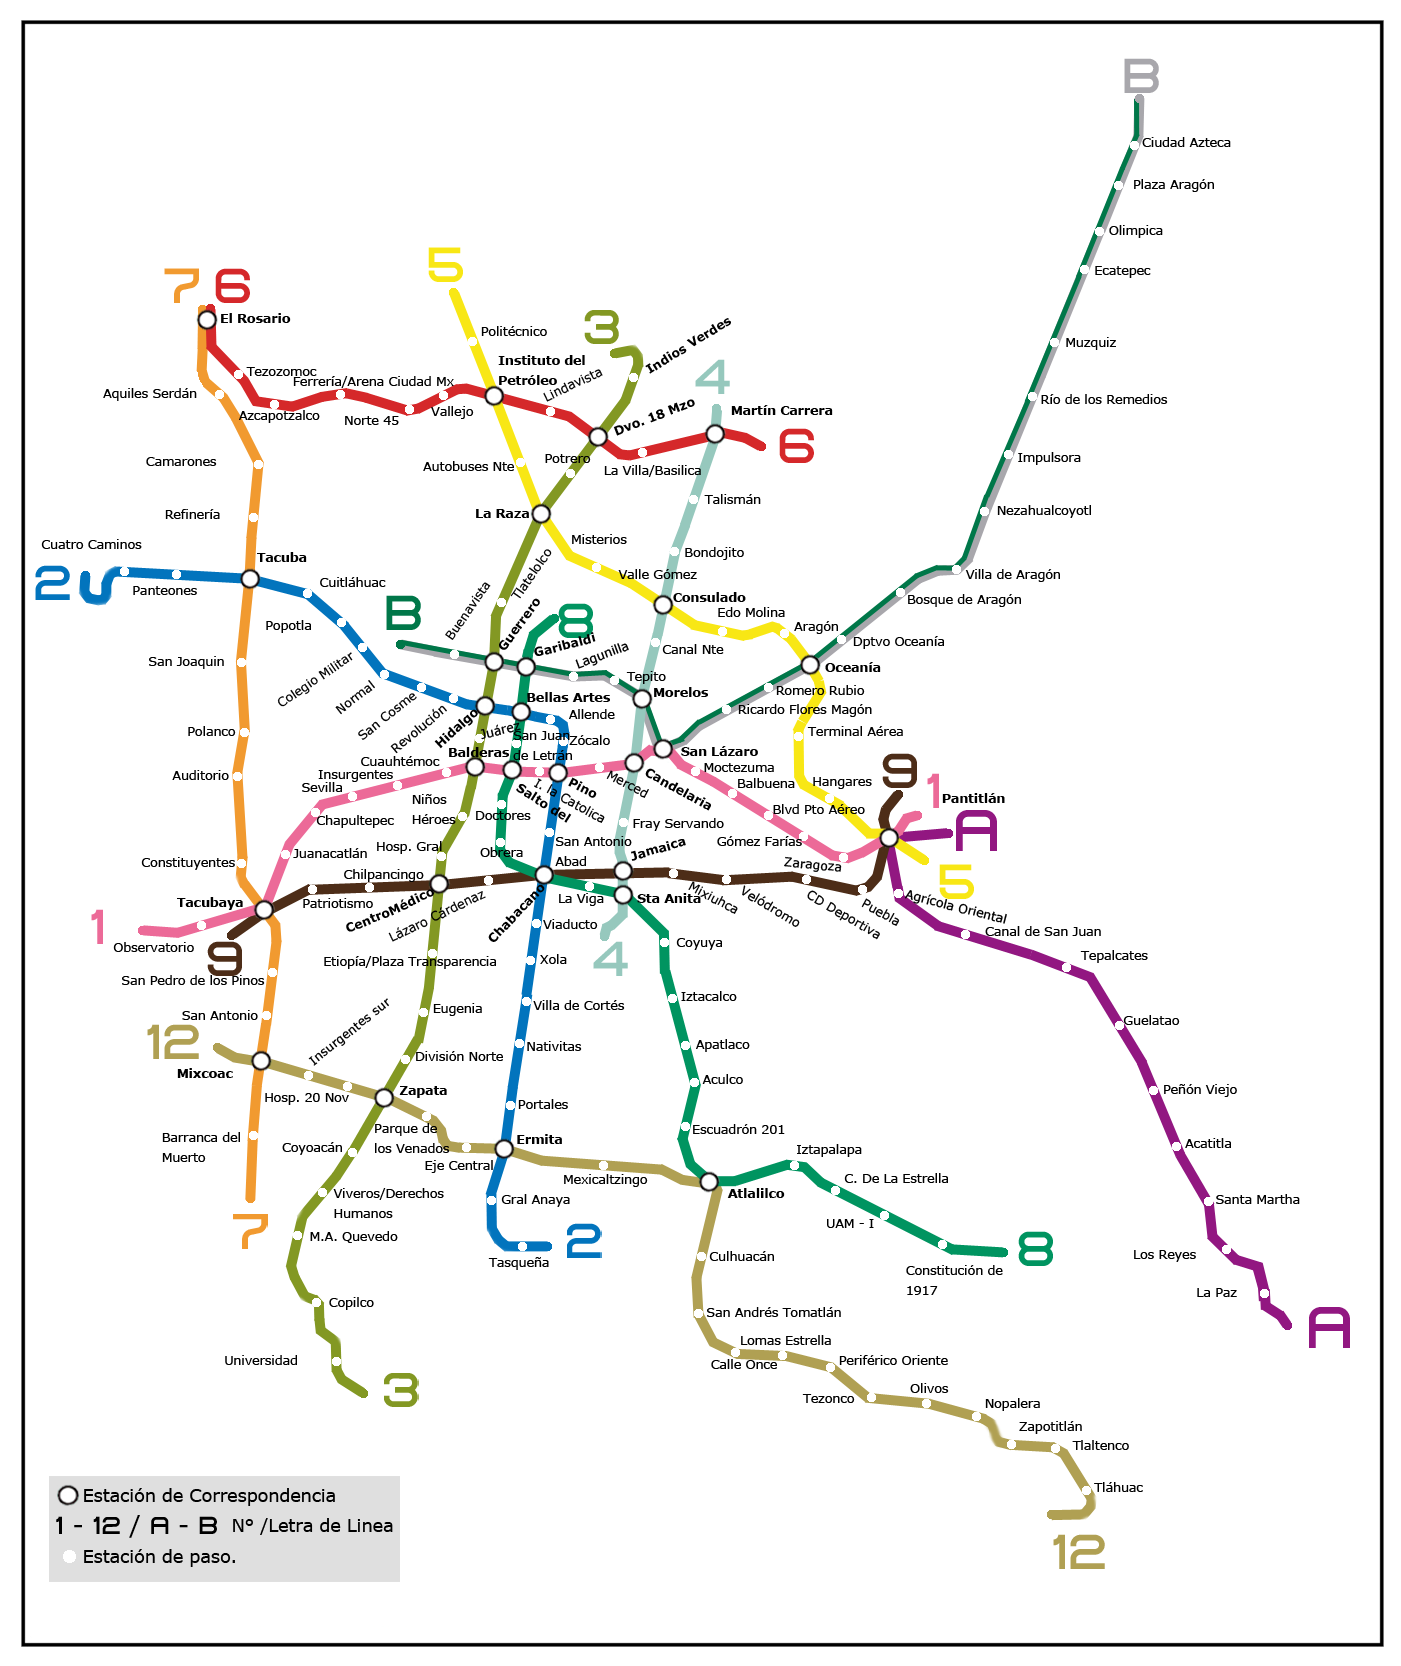 B
Ciudad Azteca
Plaza Aragón
Olimpica
Ecatepec
Muzquiz
Río de los Remedios
Impulsora
Nezahualcoyotl
Villa de Aragón
Bosque de Aragón
Dptvo Oceanía
Oceanía
Romero Rubio
Ricardo Flores Magón
7 6
El Rosario
Tezozomoc
Azcapotzalco
Ferrería/Arena Ciudad Mx
Norte 45
Vallejo
5
Politécnico
Instituto del
Petróleo
Lindavista
3
Indios Verdes
Dvo. 18 Mzo
4
Martín Carrera
6
La Villa/Basilica
Potrero
Autobuses Nte
La Raza
Talismán
Bondojito
Misterios
Valle Gómez
Consulado
Edo Molina
Aragón
Canal Nte
Aquiles Serdán
Camarones
Refinería
Tacuba
Cuatro Caminos
2
Panteones
Cuitláhuac
Popotla
Colegio Militar
Normal
San Cosme
Revolución
Hidalgo
B
Buenavista
Tlatelolco
Guerrero
8
Garibaldi
Lagunilla
Tepito
Morelos
San Joaquin
Polanco
Auditorio
Constituyentes
Bellas Artes
Allende
Juárez
San Juan
de Letrán
Zócalo
Balderas
Cuauhtémoc
Insurgentes
Sevilla
Chapultepec
Juanacatlán
Salto del
I. la Catolica
Pino
Merced
Candelaria
San Lázaro
Moctezuma
Balbuena
Blvd Pto Aéreo
Gómez Farías
Zaragoza
Terminal Aérea
Hangares
9
1
Pantitlán
A
5
Niños
Héroes
Hosp. Gral
Doctores
Obrera
San Antonio
Abad
Fray Servando
Jamaica
Mixiuhca
Velódromo
CD Deportiva
Puebla
Agrícola Oriental
Canal de San Juan
Tepalcates
Guelatao
Peñón Viejo
Acatitla
Santa Martha
Los Reyes
La Paz
A
Tacubaya
1
Observatorio
9
Patriotismo
Chilpancingo
CentroMédico
Lázaro Cárdenaz
Chabacano
La Viga
Sta Anita
4
Coyuya
Iztacalco
Apatlaco
Aculco
Escuadrón 201
Iztapalapa
C. De La Estrella
UAM - I
Constitución de
1917
8
Viaducto
Xola
Villa de Cortés
Nativitas
Portales
Ermita
Gral Anaya
Tasqueña
2
Etiopía/Plaza Transparencia
Eugenia
División Norte
Zapata
Coyoacán
Viveros/Derechos
Humanos
M.A. Quevedo
Copilco
Universidad
3
San Pedro de los Pinos
San Antonio
12
Mixcoac
Barranca del
Muerto
7
Insurgentes sur
Hosp. 20 Nov
Parque de
los Venados
Eje Central
Mexicaltzingo
Atlalilco
Culhuacán
San Andrés Tomatlán
Lomas Estrella
Calle Once
Periférico Oriente
Tezonco
Olivos
Nopalera
Zapotitlán
Tlaltenco
Tláhuac
12
Estación de Correspondencia
1 - 12 / A - B N° /Letra de Linea
Estación de paso.